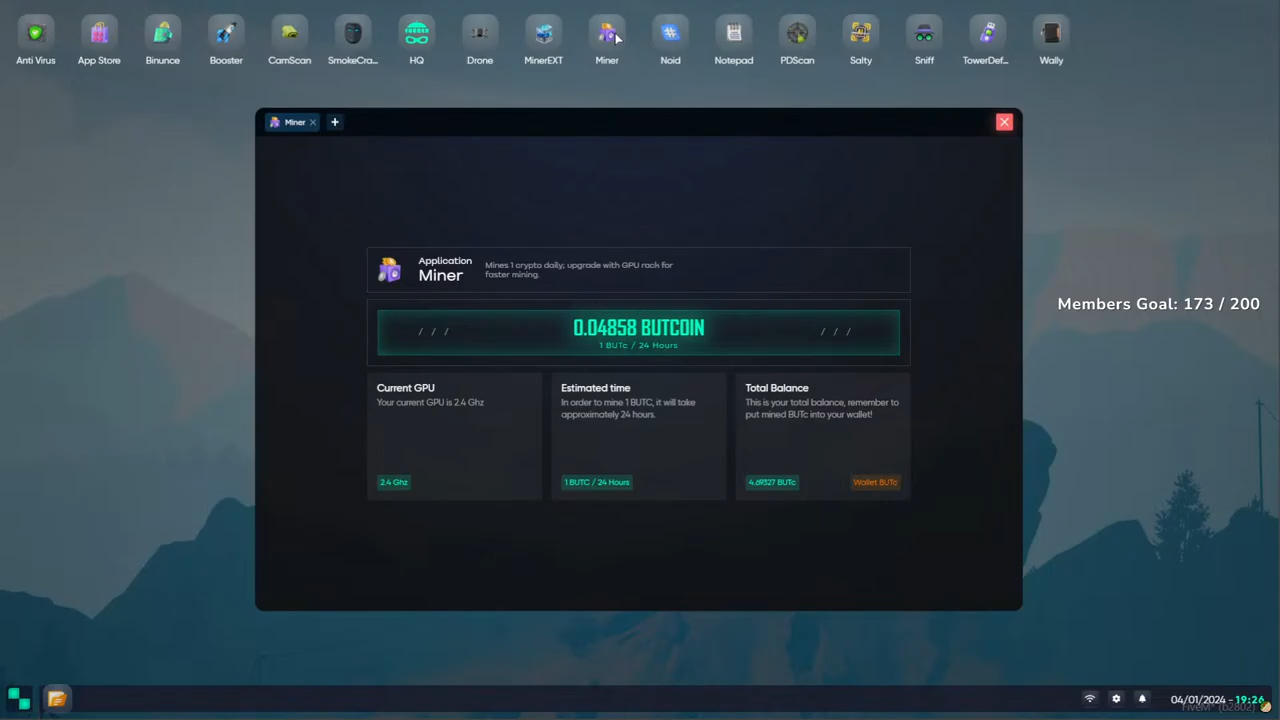 Anti Virus
App Store
Binunce
Booster
CamScan
SmokeCra...
HQ
Drone
MinerEXT
Miner
Noid
Notepad
PDScan
Salty
Sniff
TowerDef...
Wally
Miner
Application
Miner
Mines 1 crypto daily; upgrade with GPU rack for
faster mining.
/ / /
0.04858 BUTCOIN
/ / /
1 BUTc / 24 Hours
Current GPU
Your current GPU is 2.4 Ghz
2.4 Ghz
Estimated time
In order to mine 1 BUTC, it will take
approximately 24 hours.
1 BUTC / 24 Hours
Total Balance
This is your total balance, remember to
put mined BUTc into your wallet!
4.69327 BUTc
Wallet BUTc
Members Goal: 173 / 200
04/01/2024 - 19:26
FiveM® (b2802)